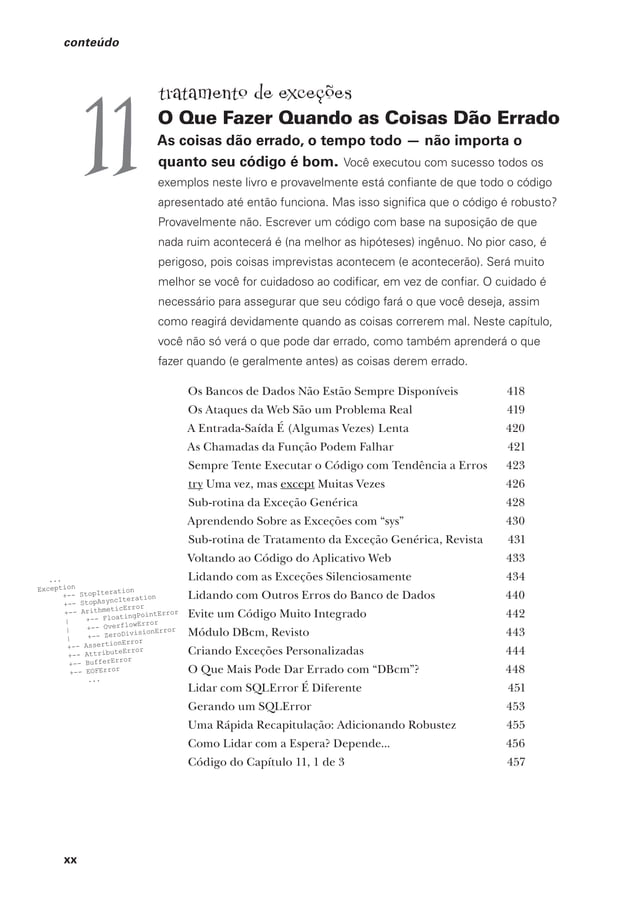 conteúdo
11
tratamento de exceções
O Que Fazer Quando as Coisas Dão Errado
As coisas dão errado, o tempo todo — não importa o
quanto seu código é bom. Você executou com sucesso todos os
exemplos neste livro e provavelmente está confiante de que todo o código
apresentado até então funciona. Mas isso significa que o código é robusto?
Provavelmente não. Escrever um código com base na suposição de que
nada ruim acontecerá é (na melhor as hipóteses) ingênuo. No pior caso, é
perigoso, pois coisas imprevistas acontecem (e acontecerão). Será muito
melhor se você for cuidadoso ao codificar, em vez de confiar. O cuidado é
necessário para assegurar que seu código fará o que você deseja, assim
como reagirá devidamente quando as coisas correrem mal. Neste capítulo,
você não só verá o que pode dar errado, como também aprenderá o que
fazer quando (e geralmente antes) as coisas derem errado.
Os Bancos de Dados Não Estão Sempre Disponíveis 418
Os Ataques da Web São um Problema Real 419
A Entrada-Saída É (Algumas Vezes) Lenta 420
As Chamadas da Função Podem Falhar 421
Sempre Tente Executar o Código com Tendência a Erros 423
try Uma vez, mas except Muitas Vezes 426
Sub-rotina da Exceção Genérica 428
Aprendendo Sobre as Exceções com “sys” 430
Sub-rotina de Tratamento da Exceção Genérica, Revista 431
Voltando ao Código do Aplicativo Web 433
Lidando com as Exceções Silenciosamente 434
Lidando com Outros Erros do Banco de Dados 440
Evite um Código Muito Integrado 442
Módulo DBcm, Revisto 443
Criando Exceções Personalizadas 444
O Que Mais Pode Dar Errado com “DBcm”? 448
Lidar com SQLError É Diferente 451
Gerando um SQLError 453
Uma Rápida Recapitulação: Adicionando Robustez 455
Como Lidar com a Espera? Depende... 456
Código do Capítulo 11, 1 de 3 457
...
Exception
+-- StopIteration
+-- StopAsyncIteration
+-- ArithmeticError
| +-- FloatingPointError
| +-- OverflowError
| +-- ZeroDivisionError
+-- AssertionError
+-- AttributeError
+-- BufferError
+-- EOFError
...
xx